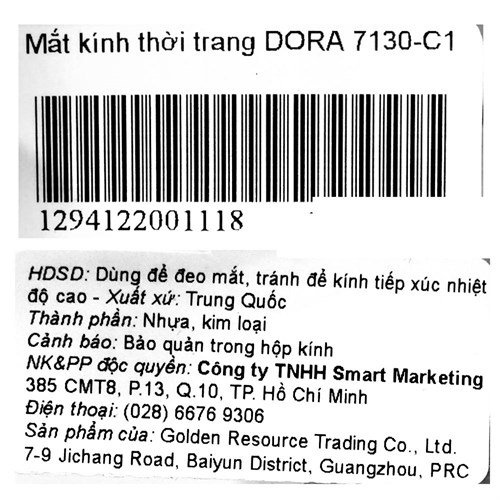 Mắt kính thời trang DORA 7130-C1
1294122001118
HDSD: Dùng để đeo mắt, tránh để kính tiếp xúc nhiệt
độ cao - Xuất xứ: Trung Quốc
Thành phần: Nhựa, kim loại
Cảnh báo: Bảo quản trong hộp kính
NK&PP độc quyền: Công ty TNHH Smart Marketing
385 CMT8, P.13, Q.10, TP. Hồ Chí Minh
Điện thoại: (028) 6676 9306
Sản phẩm của: Golden Resource Trading Co., Ltd.
7-9 Jichang Road, Baiyun District, Guangzhou, PRC